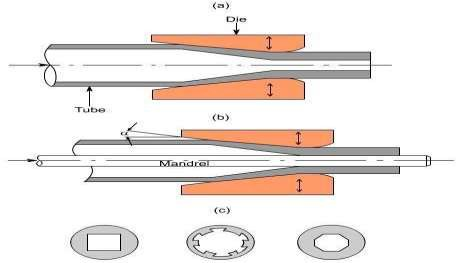 (a)
Die
Tube
(b)
α
Mandrel
(c)